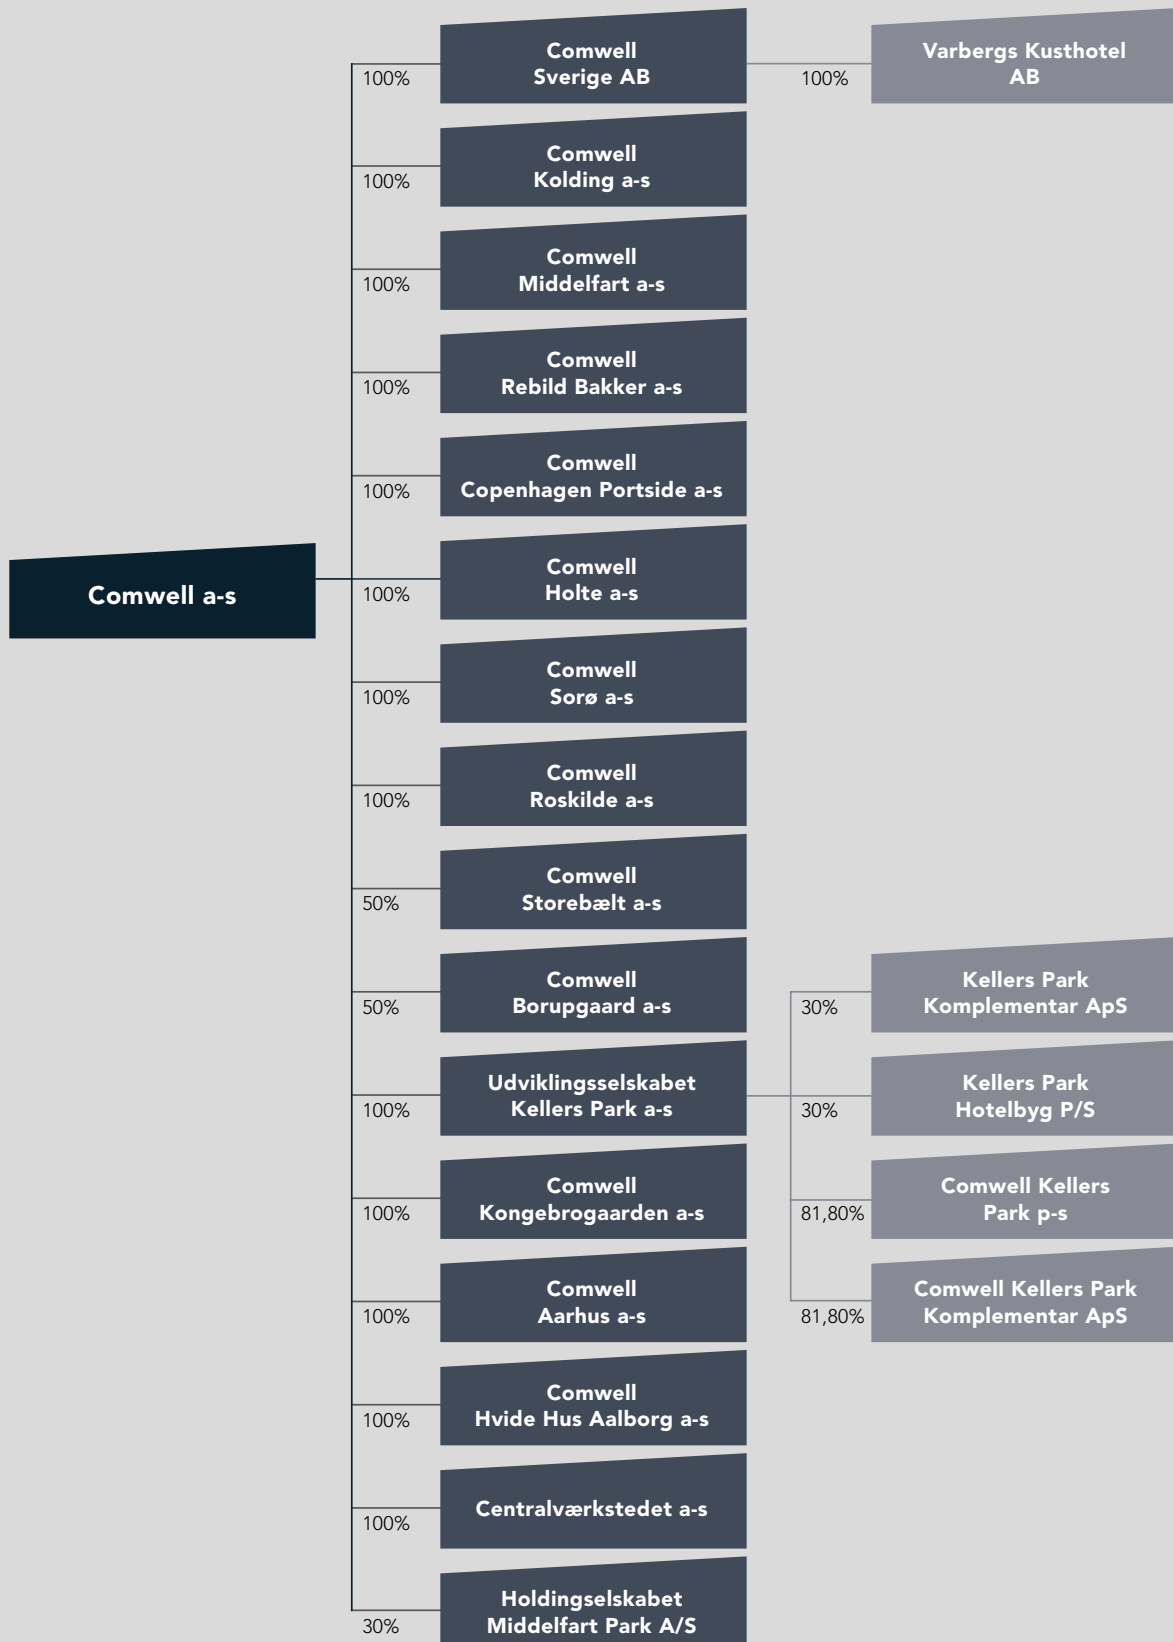 Comwell a-s
100%
Comwell
Sverige AB
100%
Varbergs Kusthotel
AB
100%
Comwell
Kolding a-s
100%
Comwell
Middelfart a-s
100%
Comwell
Rebild Bakker a-s
100%
Comwell
Copenhagen Portside a-s
100%
Comwell
Holte a-s
100%
Comwell
Sorø a-s
100%
Comwell
Roskilde a-s
50%
Comwell
Storebælt a-s
50%
Comwell
Borupgaard a-s
100%
Udviklingsselskabet
Kellers Park a-s
30%
Kellers Park
Komplementar ApS
30%
Kellers Park
Hotelbyg P/S
81,80%
Comwell Kellers
Park p-s
81,80%
Comwell Kellers Park
Komplementar ApS
100%
Comwell
Kongebrogaarden a-s
100%
Comwell
Aarhus a-s
100%
Comwell
Hvide Hus Aalborg a-s
100%
Centralværkstedet a-s
30%
Holdingselskabet
Middelfart Park A/S